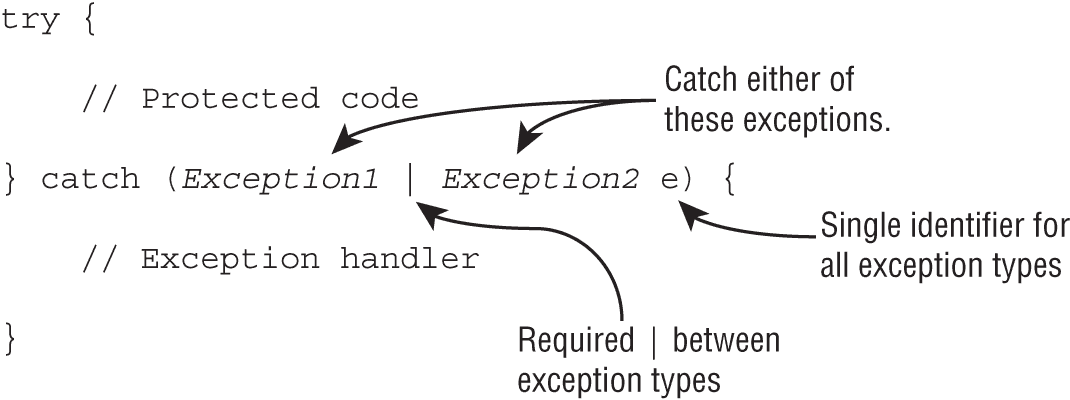 try {
// Protected code
Catch either of
these exceptions.
} catch (Exception1 | Exception2 e) {
Single identifier for
all exception types
// Exception handler
}
Required | between
exception types